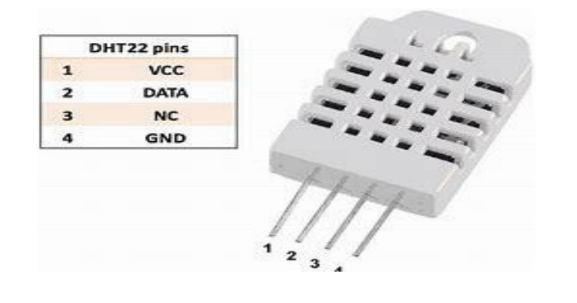 DHT22 pins
1 VCC
2 DATA
3 NC
4 GND
1 2 3 4